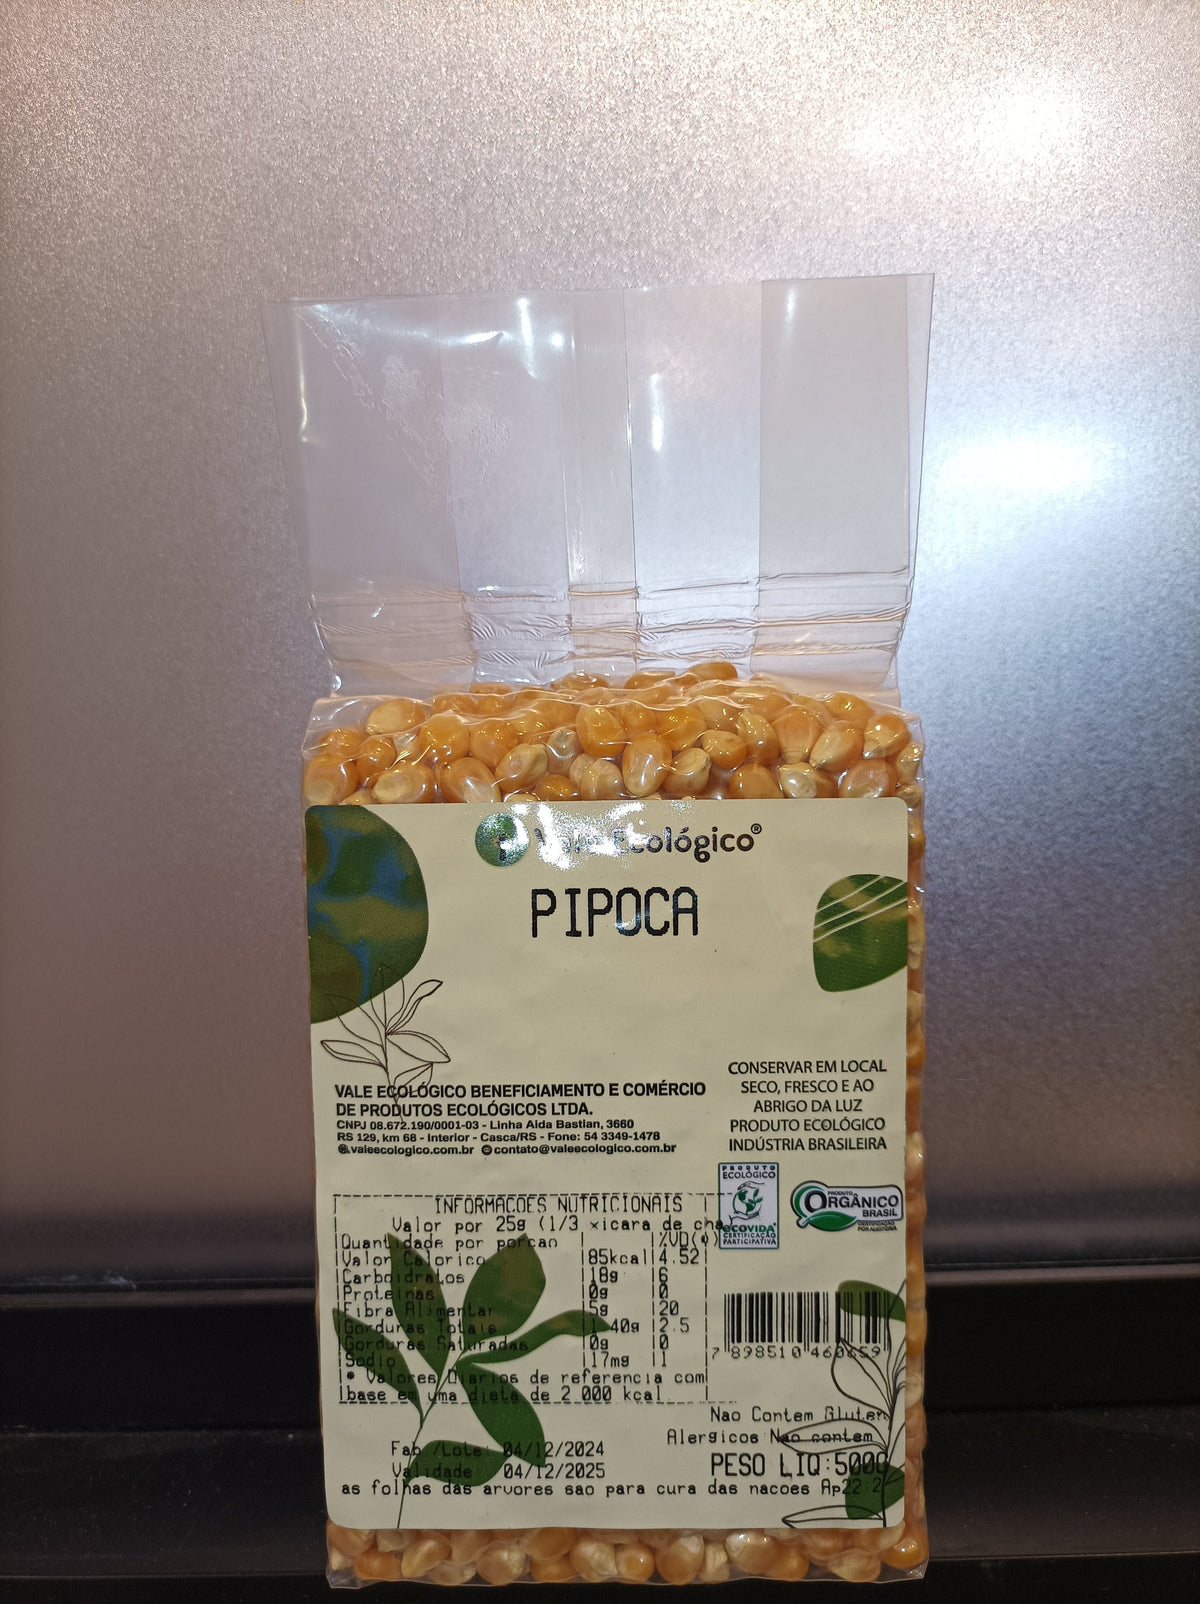 Vale Ecológico®
PIPOCA
CONSERVAR EM LOCAL
SECO, FRESCO E AO
ABRIGO DA LUZ
PRODUTO ECOLÓGICO
INDÚSTRIA BRASILEIRA
VALE ECOLÓGICO BENEFICIAMENTO E COMÉRCIO
DE PRODUTOS ECOLÓGICOS LTDA.
CNPJ 08.672.190/0001-03 - Linha Aida Bastian, 3660
RS 129, km 68 - Interior - Casca/RS - Fone: 54 3349-1478
valeecologico.com.br contato@valeecologico.com.br
PRODUTO
ECOLÓGICO
ECOVIDA
CERTIFICAÇÃO
PARTICIPATIVA
PRODUTO
ORGÂNICO
BRASIL
CERTIFICAÇÃO
POR AUDITORIA
INFORMACOES NUTRICIONAIS
Valor por 25g (1/3 xicara de cha
Quantidade por porcao %VD(*)
Valor Calorico 85kcal 4.52
Carboidratos 18g 6
Proteinas 0g 0
Fibra Alimentar 5g 20
Gorduras Totais 1.40g 2.5
Gorduras Saturadas 0g 0
Sodio 17mg 1
* Valores Diarios de referencia com
base em uma dieta de 2 000 kcal
7 898510 460659
Nao Contem Gluten
Alergicos Nao contem
Fab./Lote: 04/12/2024
Validade: 04/12/2025
PESO LIQ:500G
as folhas das arvores sao para cura das nacoes Ap22:2